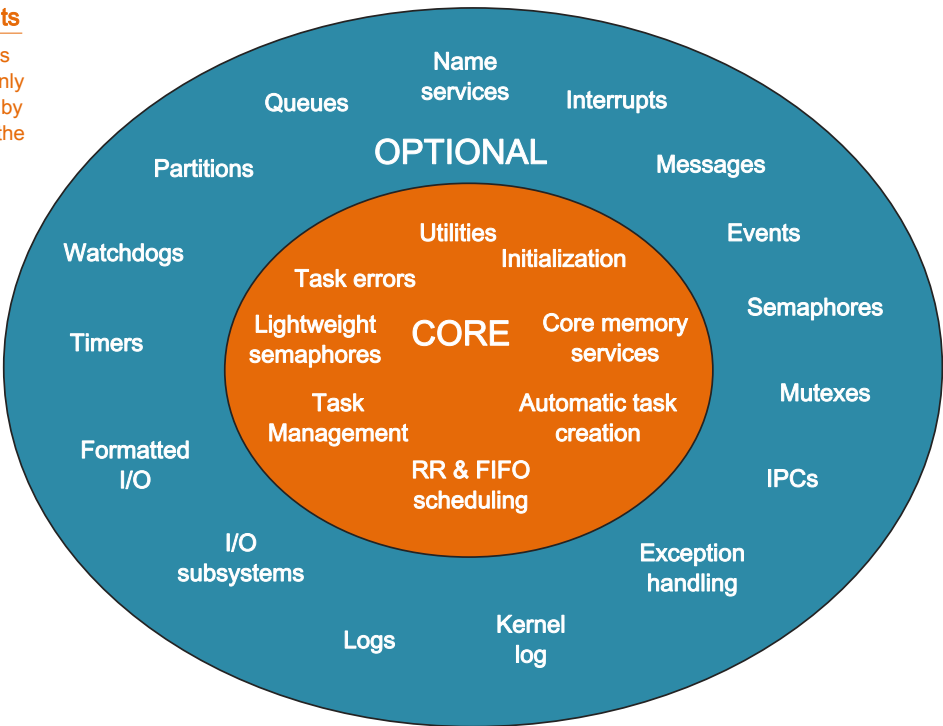 ts
s
nly
by
the
Name
services
Queues
Interrupts
OPTIONAL
Partitions
Messages
Watchdogs
Events
Utilities
Initialization
Task errors
Semaphores
Lightweight
semaphores
CORE
Core memory
services
Timers
Mutexes
Task
Management
Automatic task
creation
Formatted
I/O
RR & FIFO
scheduling
IPCs
I/O
subsystems
Exception
handling
Logs
Kernel
log